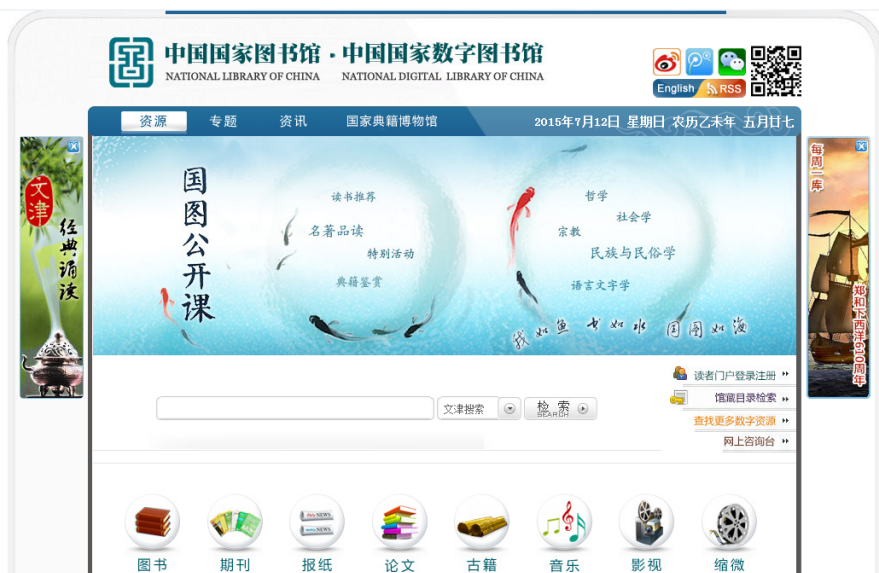 中国国家图书馆·中国国家数字图书馆
NATIONAL LIBRARY OF CHINA NATIONAL DIGITAL LIBRARY OF CHINA
English RSS
资源 专题 资讯 国家典籍博物馆 2015年7月12日 星期日 农历乙未年 五月廿七
文津
经典诵读
国图公开课
读书推荐
名著品读
特别活动
典籍鉴赏
哲学
社会学
宗教
民族与民俗学
语言文字学
我如鱼 书如水 国图如海
每周一库
郑和下西洋610周年
读者门户登录注册
馆藏目录检索
查找更多数字资源
网上咨询台
文津搜索 检索
SEARCH
图书 期刊 报纸 论文 古籍 音乐 影视 缩微